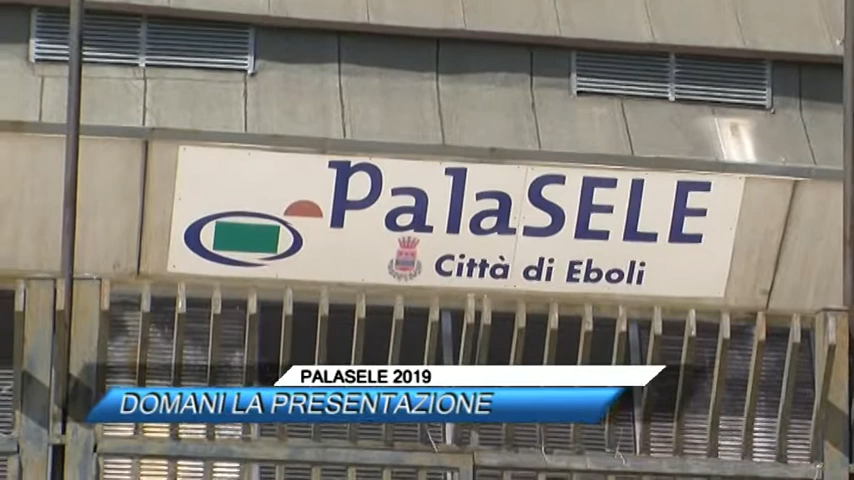 PalaSELE
Città di Eboli
PALASELE 2019
DOMANI LA PRESENTAZIONE